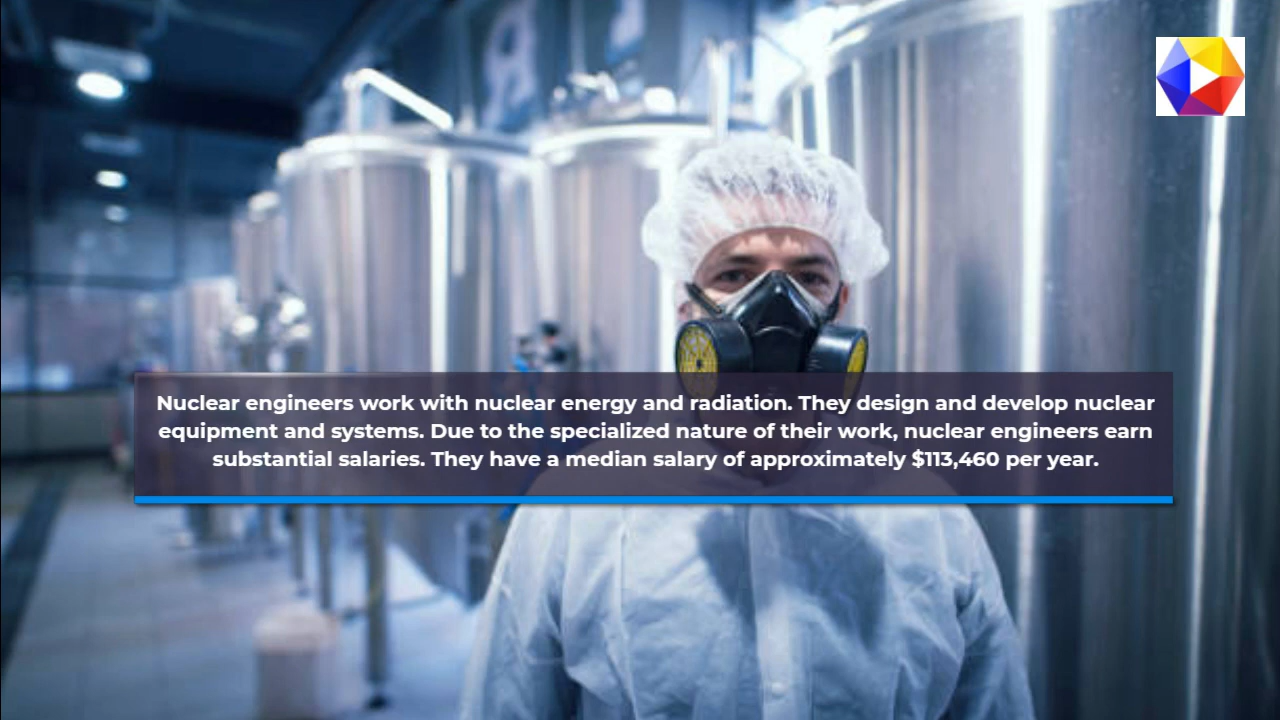 Nuclear engineers work with nuclear energy and radiation. They design and develop nuclear
equipment and systems. Due to the specialized nature of their work, nuclear engineers earn
substantial salaries. They have a median salary of approximately $113,460 per year.